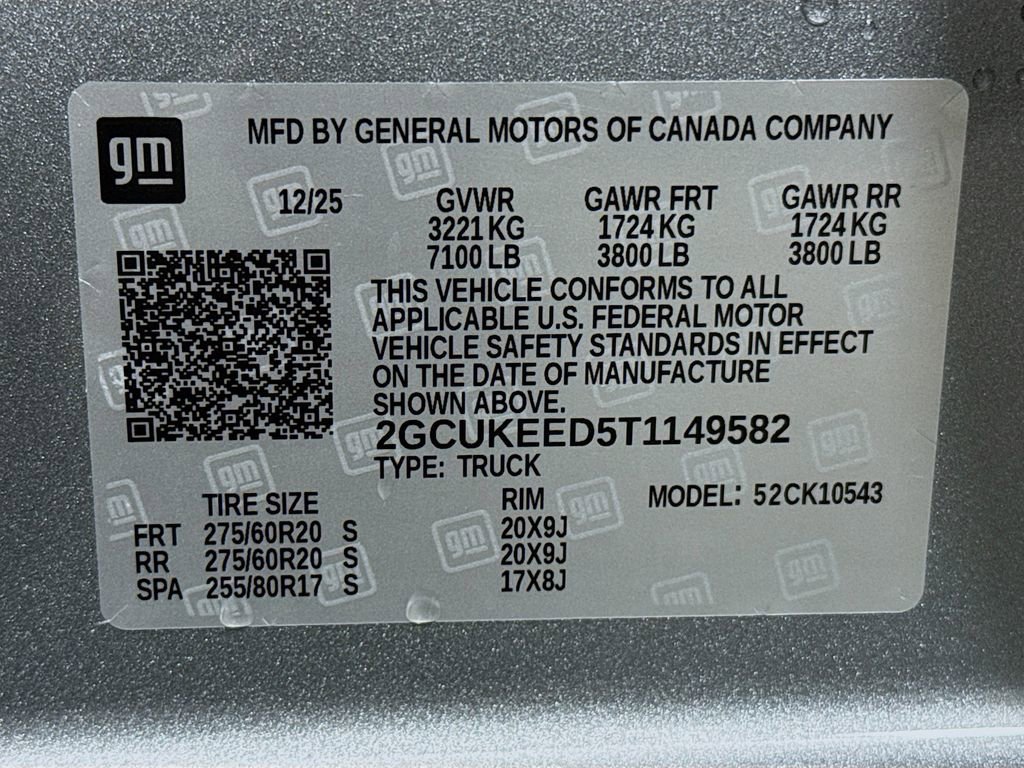 gm
MFD BY GENERAL MOTORS OF CANADA COMPANY
12/25 GVWR GAWR FRT GAWR RR
3221 KG 1724 KG 1724 KG
7100 LB 3800 LB 3800 LB
THIS VEHICLE CONFORMS TO ALL
APPLICABLE U.S. FEDERAL MOTOR
VEHICLE SAFETY STANDARDS IN EFFECT
ON THE DATE OF MANUFACTURE
SHOWN ABOVE.
2GCUKEED5T1149582
TYPE: TRUCK
TIRE SIZE RIM MODEL: 52CK10543
FRT 275/60R20 S 20X9J
RR 275/60R20 S 20X9J
SPA 255/80R17 S 17X8J